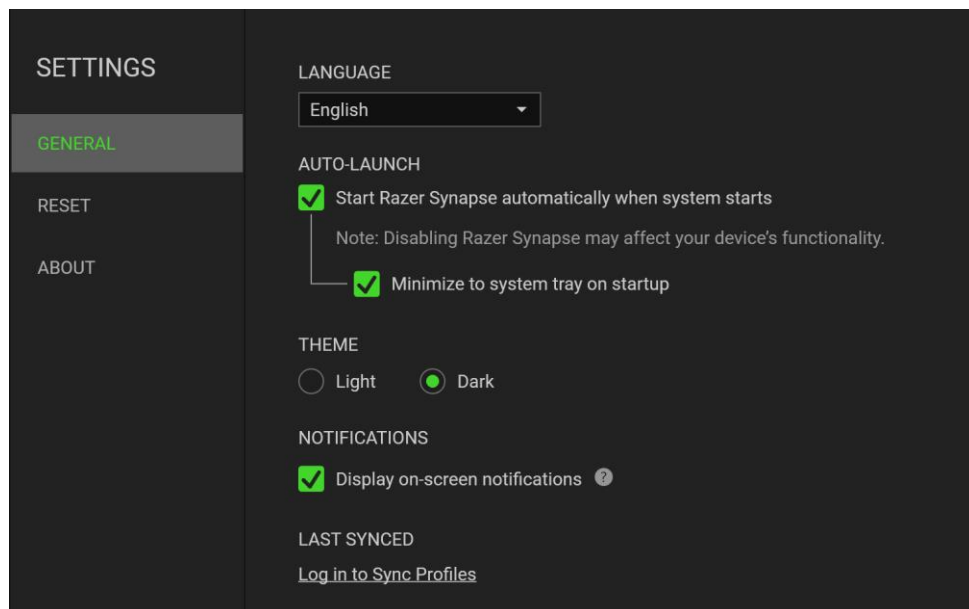 SETTINGS
GENERAL
RESET
ABOUT
LANGUAGE
English
AUTO-LAUNCH
Start Razer Synapse automatically when system starts
Note: Disabling Razer Synapse may affect your device’s functionality.
Minimize to system tray on startup
THEME
Light Dark
NOTIFICATIONS
Display on-screen notifications ?
LAST SYNCED
Log in to Sync Profiles